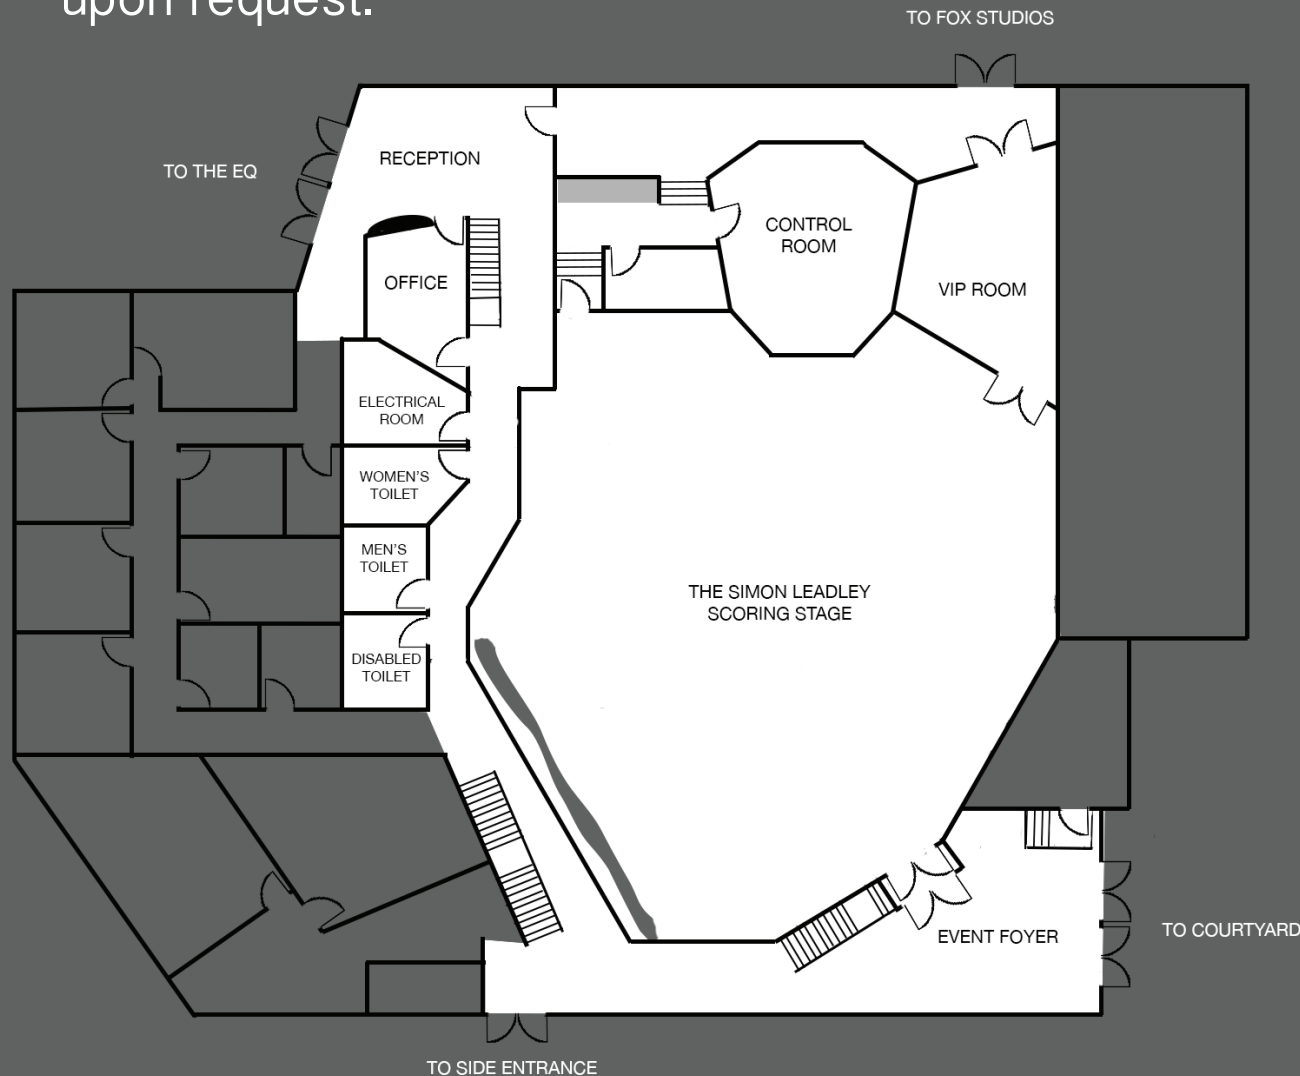 upon request.
TO FOX STUDIOS
RECEPTION
TO THE EQ
CONTROL
ROOM
OFFICE
VIP ROOM
ELECTRICAL
ROOM
WOMEN'S
TOILET
MEN'S
TOILET
THE SIMON LEADLEY
SCORING STAGE
DISABLED
TOILET
EVENT FOYER
TO COURTYARD
TO SIDE ENTRANCE